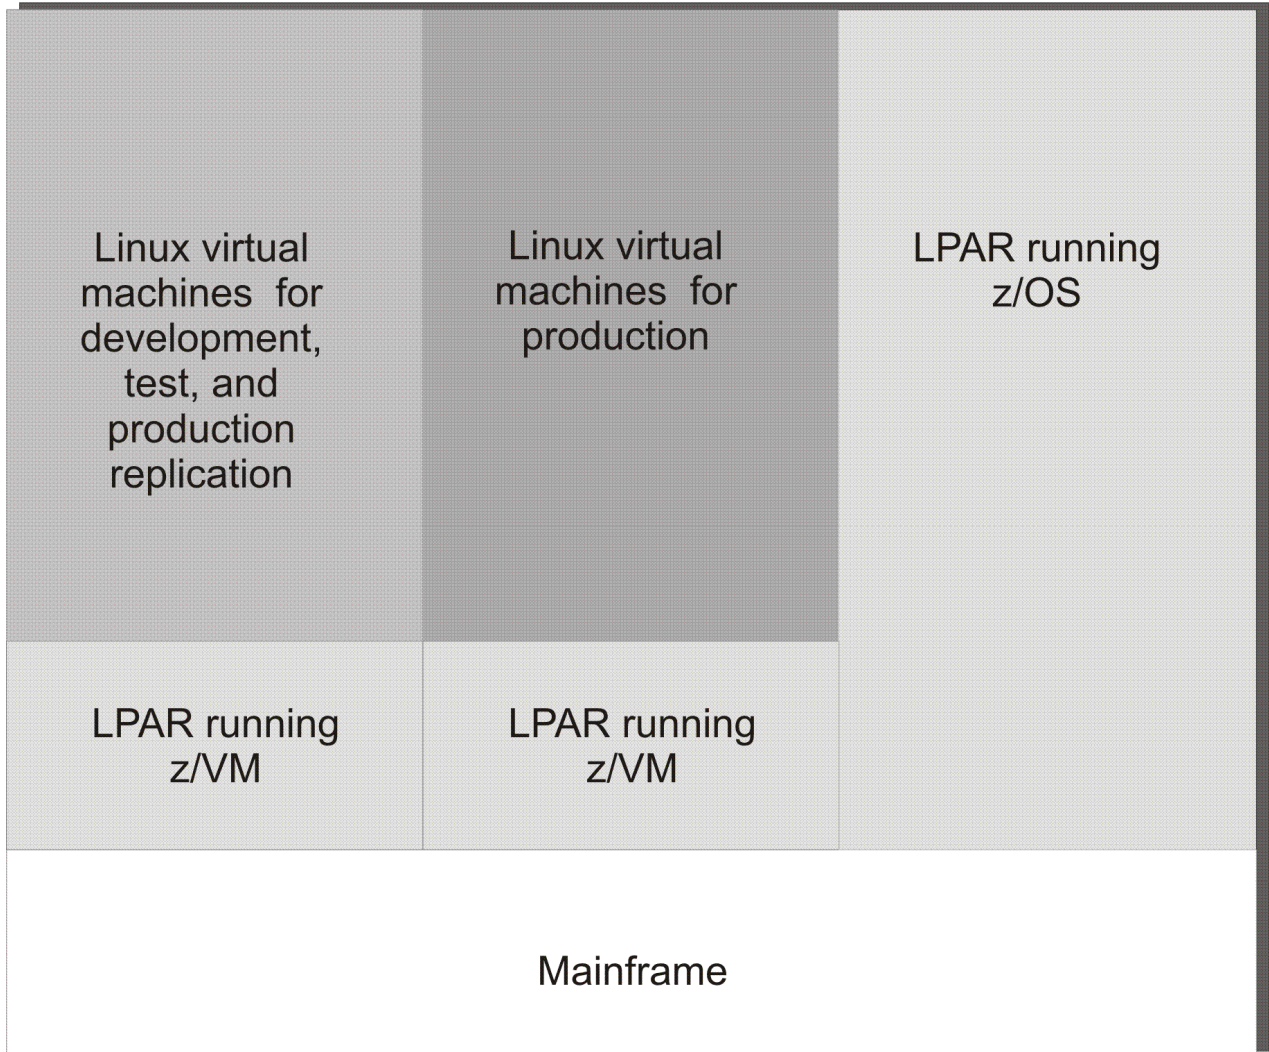 Linux virtual
machines for
development,
test, and
production
replication
Linux virtual
machines for
production
LPAR running
z/OS
LPAR running
z/VM
LPAR running
z/VM
Mainframe